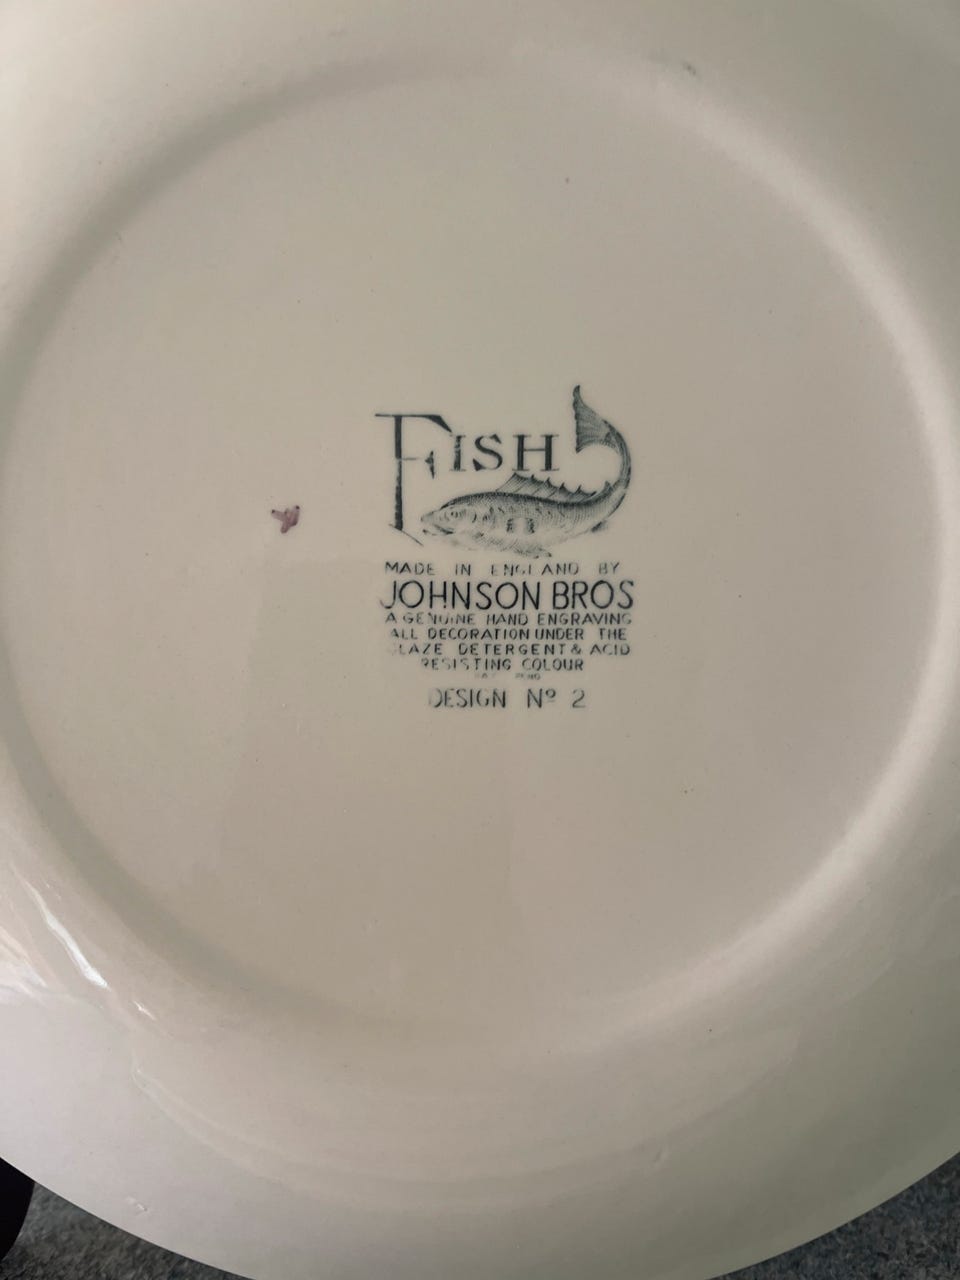 FISH
MADE IN ENGLAND BY
JOHNSON BROS
A GENUINE HAND ENGRAVING
ALL DECORATION UNDER THE
GLAZE DETERGENT & ACID
RESISTING COLOUR
DESIGN Nº 2